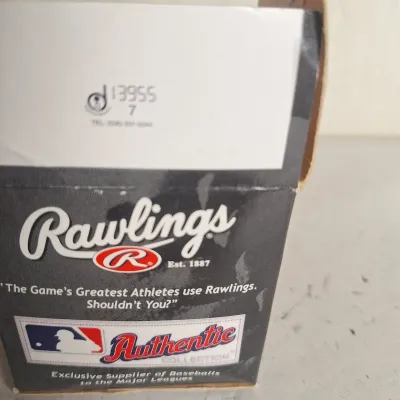 13955
7
Rawlings
R
Est. 1887
"The Game's Greatest Athletes use Rawlings.
Shouldn't You?"
Authentic
COLLECTION
Exclusive Supplier of Baseballs
to the Major Leagues